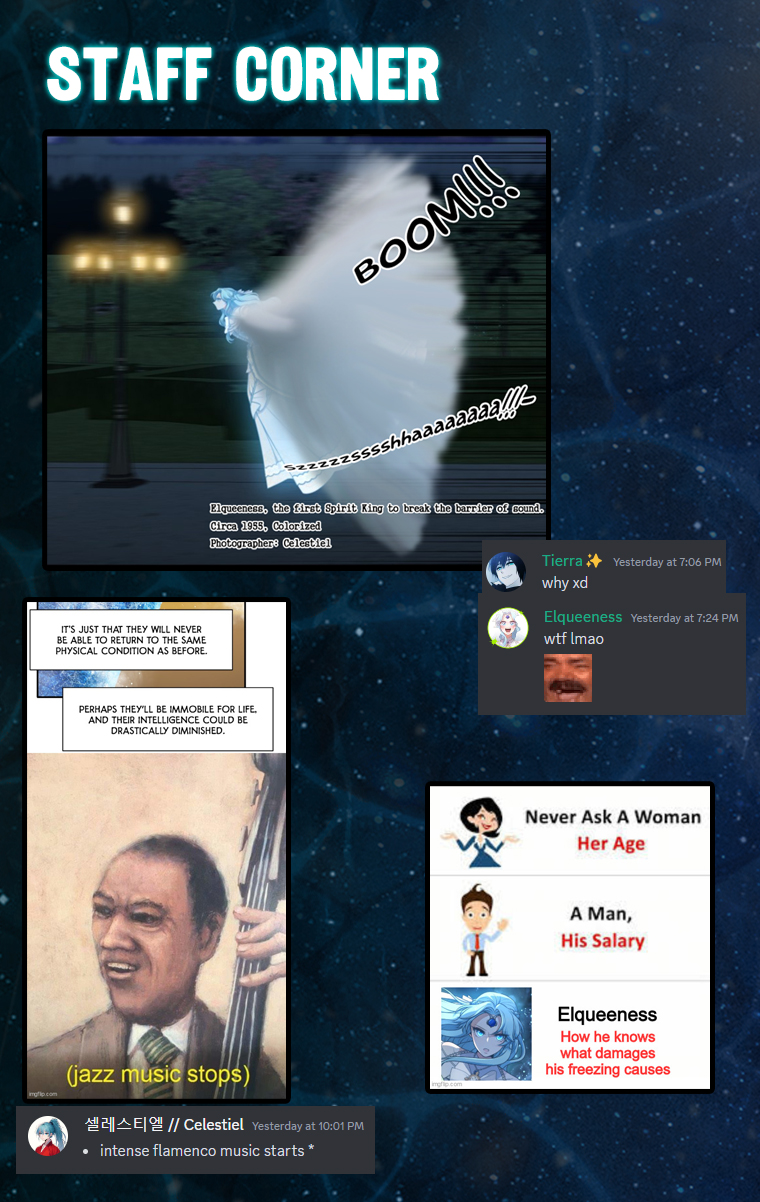 STAFF CORNER
BOOM!!!
Szzzzzsssshhaaaaaaaa!!!—
Elqueeness, the first Spirit King to break the barrier of sound.
Circa 1955, Colorized
Photographer: Celestiel
Tierra✨ Yesterday at 7:06 PM
why xd
Elqueeness Yesterday at 7:24 PM
wtf lmao
IT'S JUST THAT THEY WILL NEVER
BE ABLE TO RETURN TO THE SAME
PHYSICAL CONDITION AS BEFORE.
PERHAPS THEY'LL BE IMMOBILE FOR LIFE,
AND THEIR INTELLIGENCE COULD BE
DRASTICALLY DIMINISHED.
(jazz music stops)
imgflip.com
셀레스티엘 // Celestiel Yesterday at 10:01 PM
• intense flamenco music starts *
Never Ask A Woman
Her Age
A Man,
His Salary
Elqueeness
How he knows
what damages
his freezing causes
imgflip.com